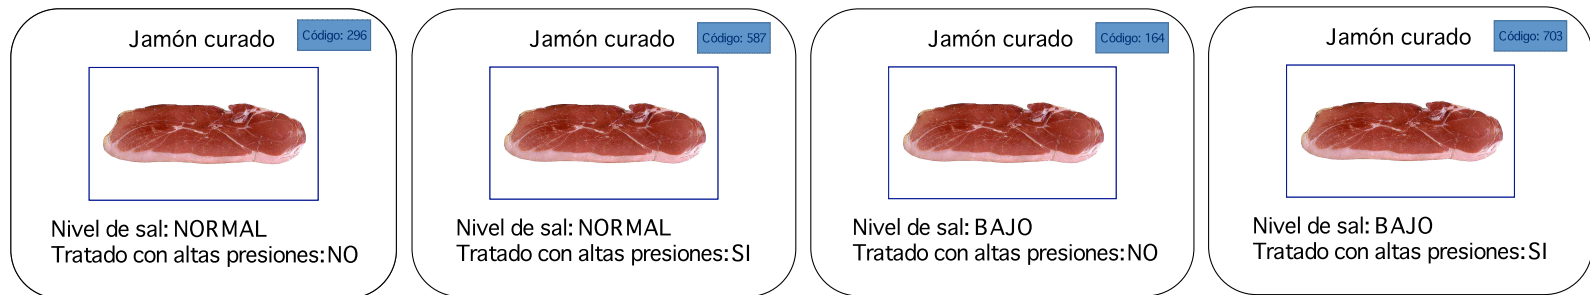 Jamón curado
Código: 296
Nivel de sal: NORMAL
Tratado con altas presiones: NO
Jamón curado
Código: 587
Nivel de sal: NORMAL
Tratado con altas presiones: SI
Jamón curado
Código: 164
Nivel de sal: BAJO
Tratado con altas presiones: NO
Jamón curado
Código: 703
Nivel de sal: BAJO
Tratado con altas presiones: SI